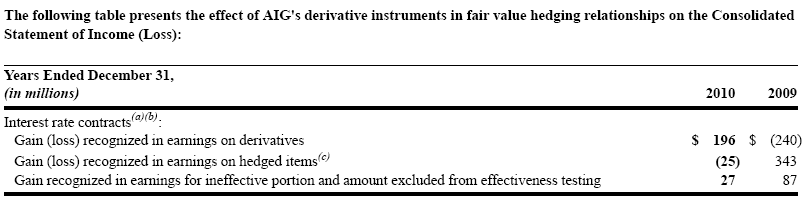 The following table presents the effect of AIG's derivative instruments in fair value hedging relationships on the Consolidated
Statement of Income (Loss):
Years Ended December 31,
(in millions) 2010 2009
Interest rate contracts(a)(b):
Gain (loss) recognized in earnings on derivatives $ 196 $ (240)
Gain (loss) recognized in earnings on hedged items(c) (25) 343
Gain recognized in earnings for ineffective portion and amount excluded from effectiveness testing 27 87